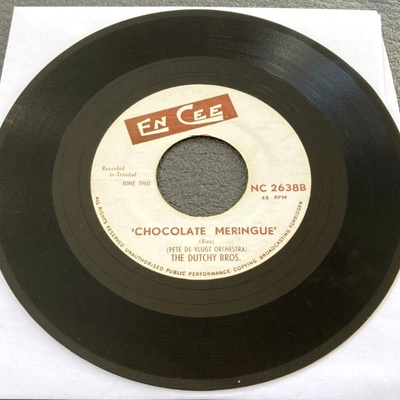 EN CEE
Recorded
in Trinidad
JUNE 1960
NC 2638B
45 RPM
'CHOCOLATE MERINGUE'
(Rios)
(PETE DE-VLUGT ORCHESTRA)
THE DUTCHY BROS.
ALL RIGHTS RESERVED UNAUTHORISED PUBLIC PERFORMANCE, COPYING, BROADCASTING FORBIDDEN